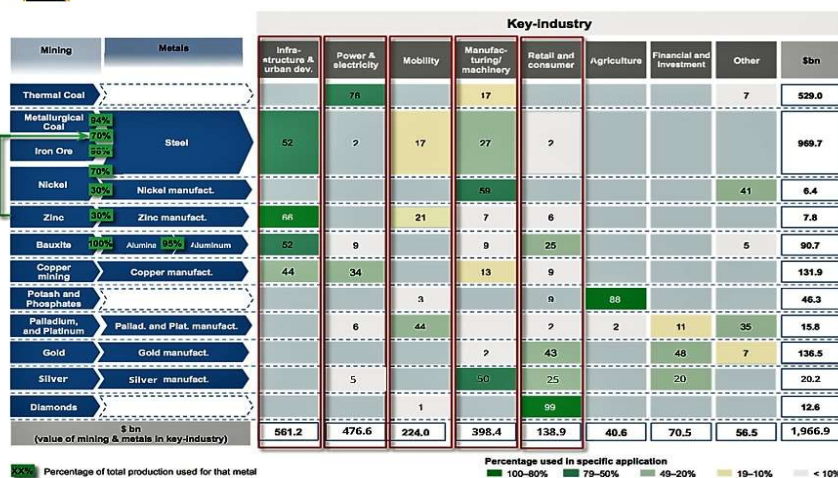 Key-industry
Mining Metals Infra-structure & urban dev. Power & electricity Mobility Manufac-turing/ machinery Retail and consumer Agriculture Financial and Investment Other $bn
Thermal Coal 76 17 7 529.0
Metallurgical Coal 94%
70%
Iron Ore 98% Steel 52 2 17 27 2 969.7
70%
Nickel 30% Nickel manufact. 59 41 6.4
Zinc 30% Zinc manufact. 66 21 7 6 7.8
Bauxite 100% Alumina 95% Aluminum 52 9 9 25 5 90.7
Copper mining Copper manufact. 44 34 13 9 131.9
Potash and Phosphates 3 9 88 46.3
Palladium, and Platinum Pallad. and Plat. manufact. 6 44 2 2 11 35 15.8
Gold Gold manufact. 2 43 48 7 136.5
Silver Silver manufact. 5 50 25 20 20.2
Diamonds 1 99 12.6
$ bn
(value of mining & metals in key-industry) 561.2 476.6 224.0 398.4 138.9 40.6 70.5 56.5 1,966.9
XX% Percentage of total production used for that metal
Percentage used in specific application
100–80% 79–50% 49–20% 19–10% < 10%